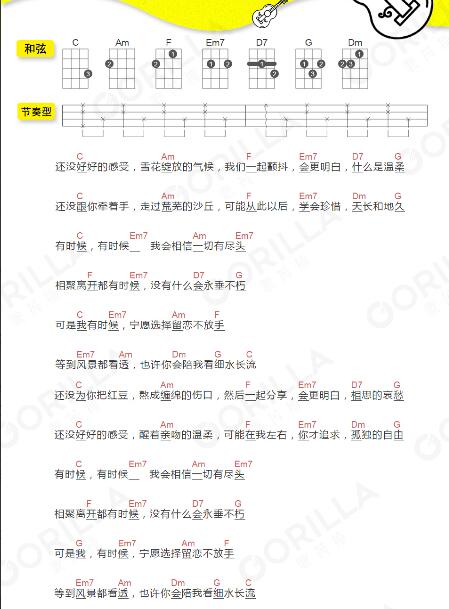 和弦
C Am F Em7 D7 G Dm
节奏型
C Am F Em7 D7 G
还没好好的感受，雪花绽放的气候，我们一起颤抖，会更明白，什么是温柔
C Am F Em7 D7 G
还没跟你牵着手，走过荒芜的沙丘，可能从此以后，学会珍惜，天长和地久
C Em7 Am Em7
有时候，有时候 我会相信一切有尽头
F Em7 Am F
相聚离开都有时候，没有什么会永垂不朽
C Em7 Am F
可是我有时候，宁愿选择留恋不放手
Em7 Am Dm Em7 C
等到风景都看透，也许你会陪我看细水长流
C Am F Em7 D7 G
还没为你把红豆，熬成缠绵的伤口，然后一起分享，会更明白，相思的哀愁
C Am F Em7 D7 G
还没好好的感受，醒着亲吻的温柔，可能在我左右，你才追求，孤独的自由
C Em7 Am Em7
有时候，有时候 我会相信一切有尽头
F Em7 Am F
相聚离开都有时候，没有什么会永垂不朽
G Em7 Am F
可是我，有时候，宁愿选择留恋不放手
Em7 Am Dm Em7 C
等到风景都看透，也许你会陪我看细水长流
GORILLA